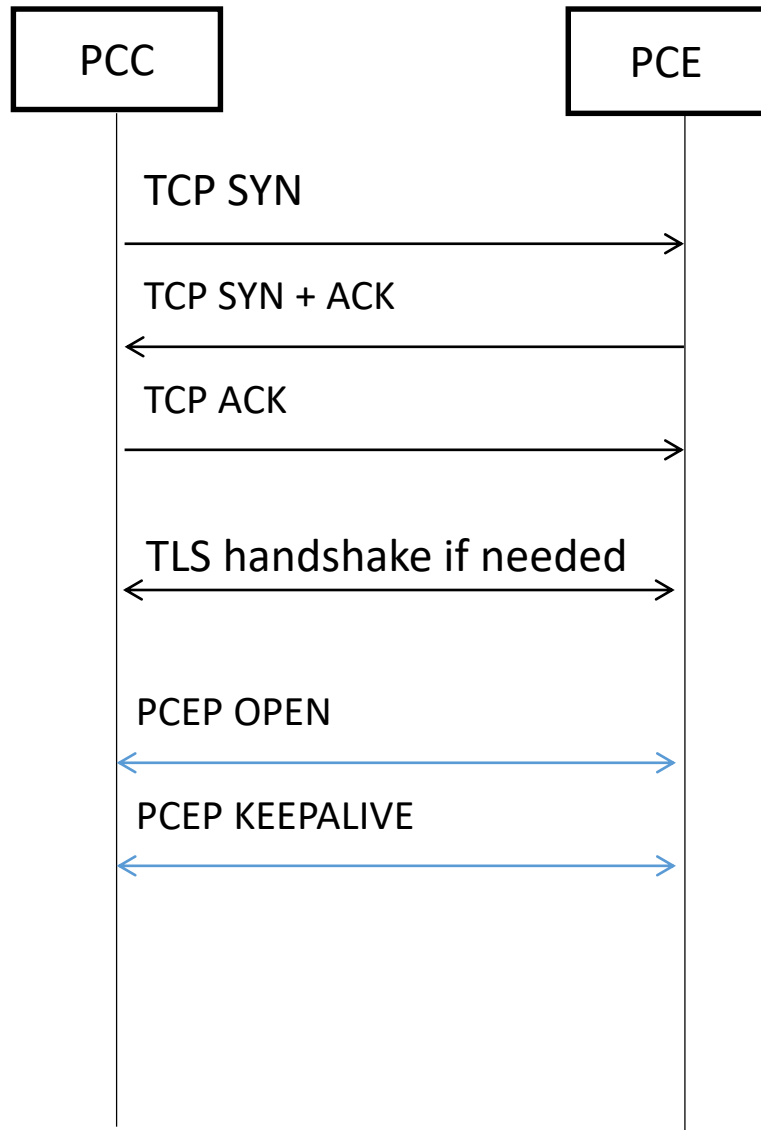 PCC
PCE
TCP SYN
TCP SYN + ACK
TCP ACK
TLS handshake if needed
PCEP OPEN
PCEP KEEPALIVE